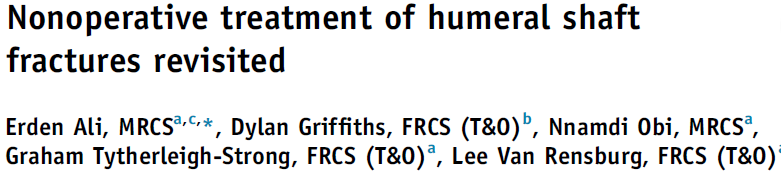 Nonoperative treatment of humeral shaft
fractures revisited
Erden Ali, MRCSa,c,*, Dylan Griffiths, FRCS (T&O)b, Nnamdi Obi, MRCSa,
Graham Tytherleigh-Strong, FRCS (T&O)a, Lee Van Rensburg, FRCS (T&O)a